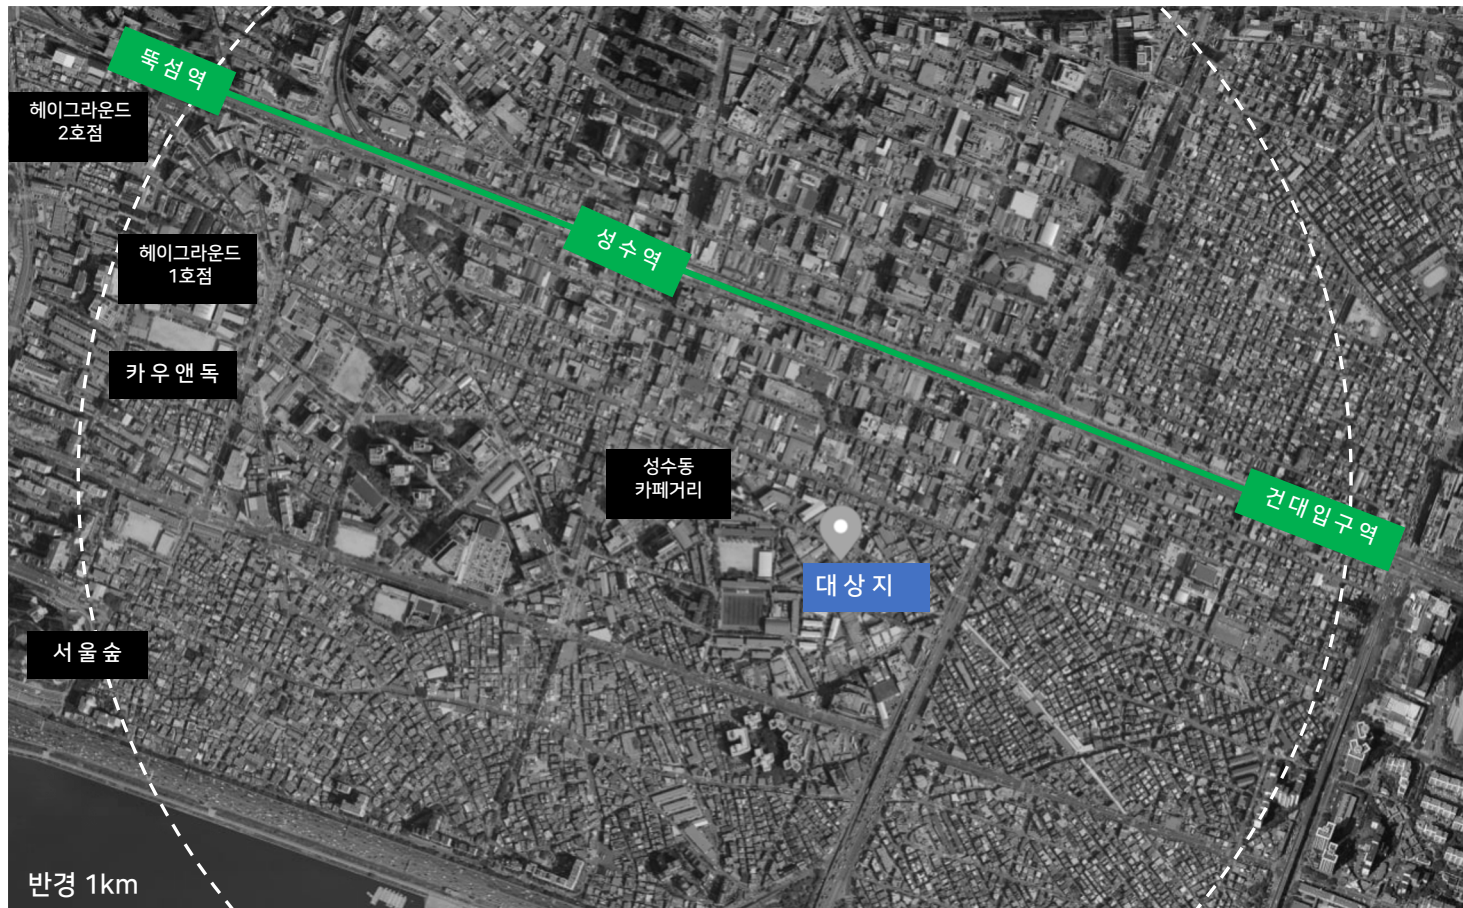 뚝섬역
헤이그라운드
2호점
성수역
헤이그라운드
1호점
카우앤독
성수동
카페거리
건대입구역
대상지
서울숲
반경 1km